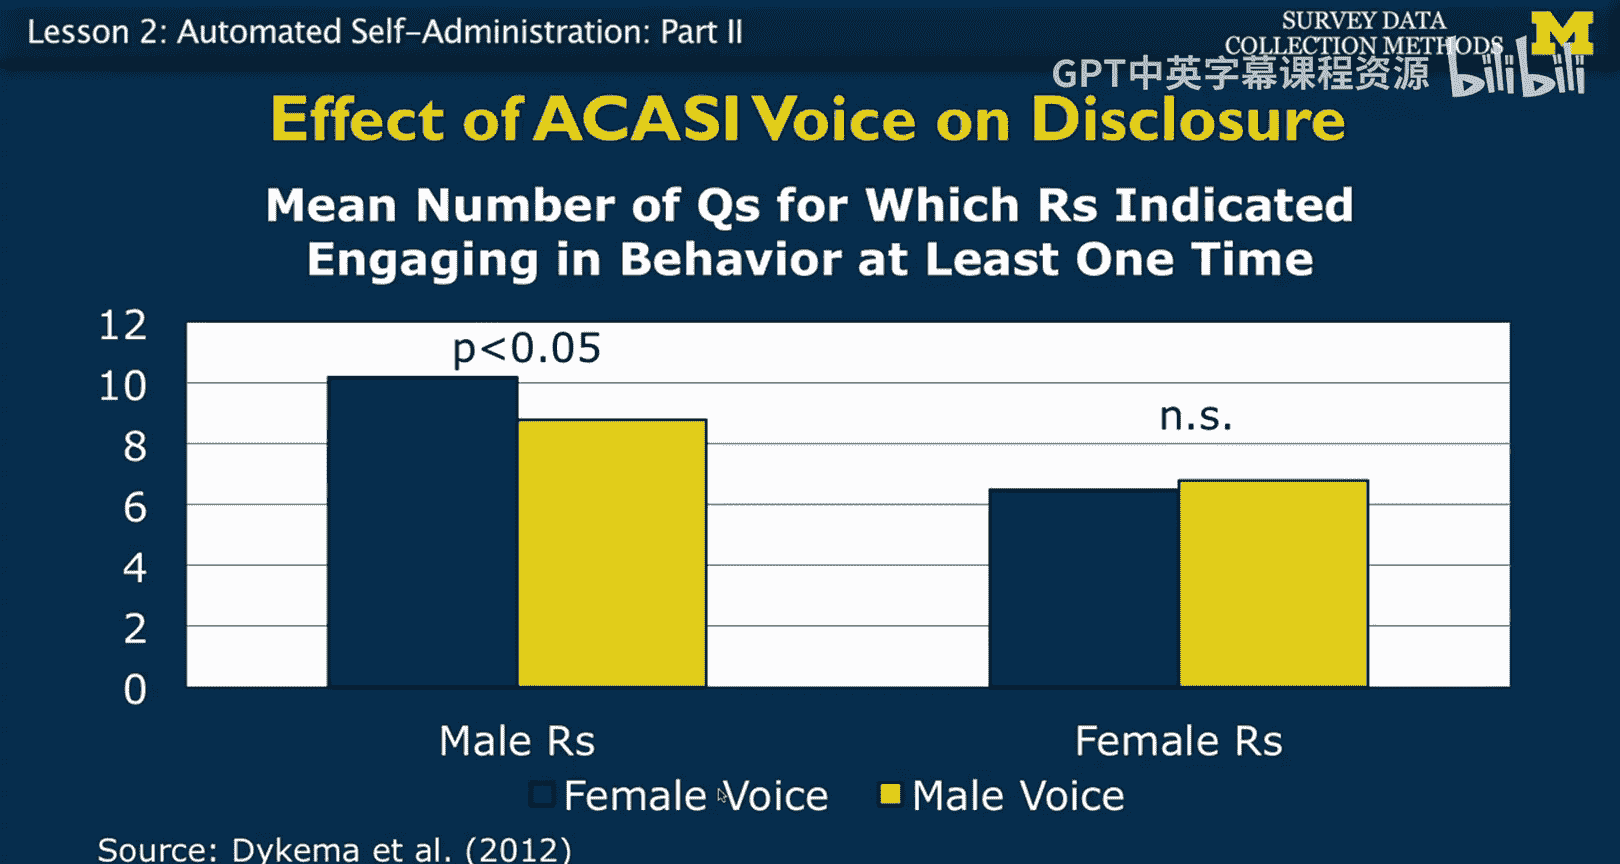 Lesson 2: Automated Self-Administration: Part II
SURVEY DATA
COLLECTION METHODS
M
GPT中英字幕课程资源
bilibili
Effect of ACASI Voice on Disclosure
Mean Number of Qs for Which Rs Indicated
Engaging in Behavior at Least One Time
12
10
8
6
4
2
0
p<0.05
n.s.
Male Rs
Female Rs
Female Voice
Male Voice
Source: Dykema et al. (2012)